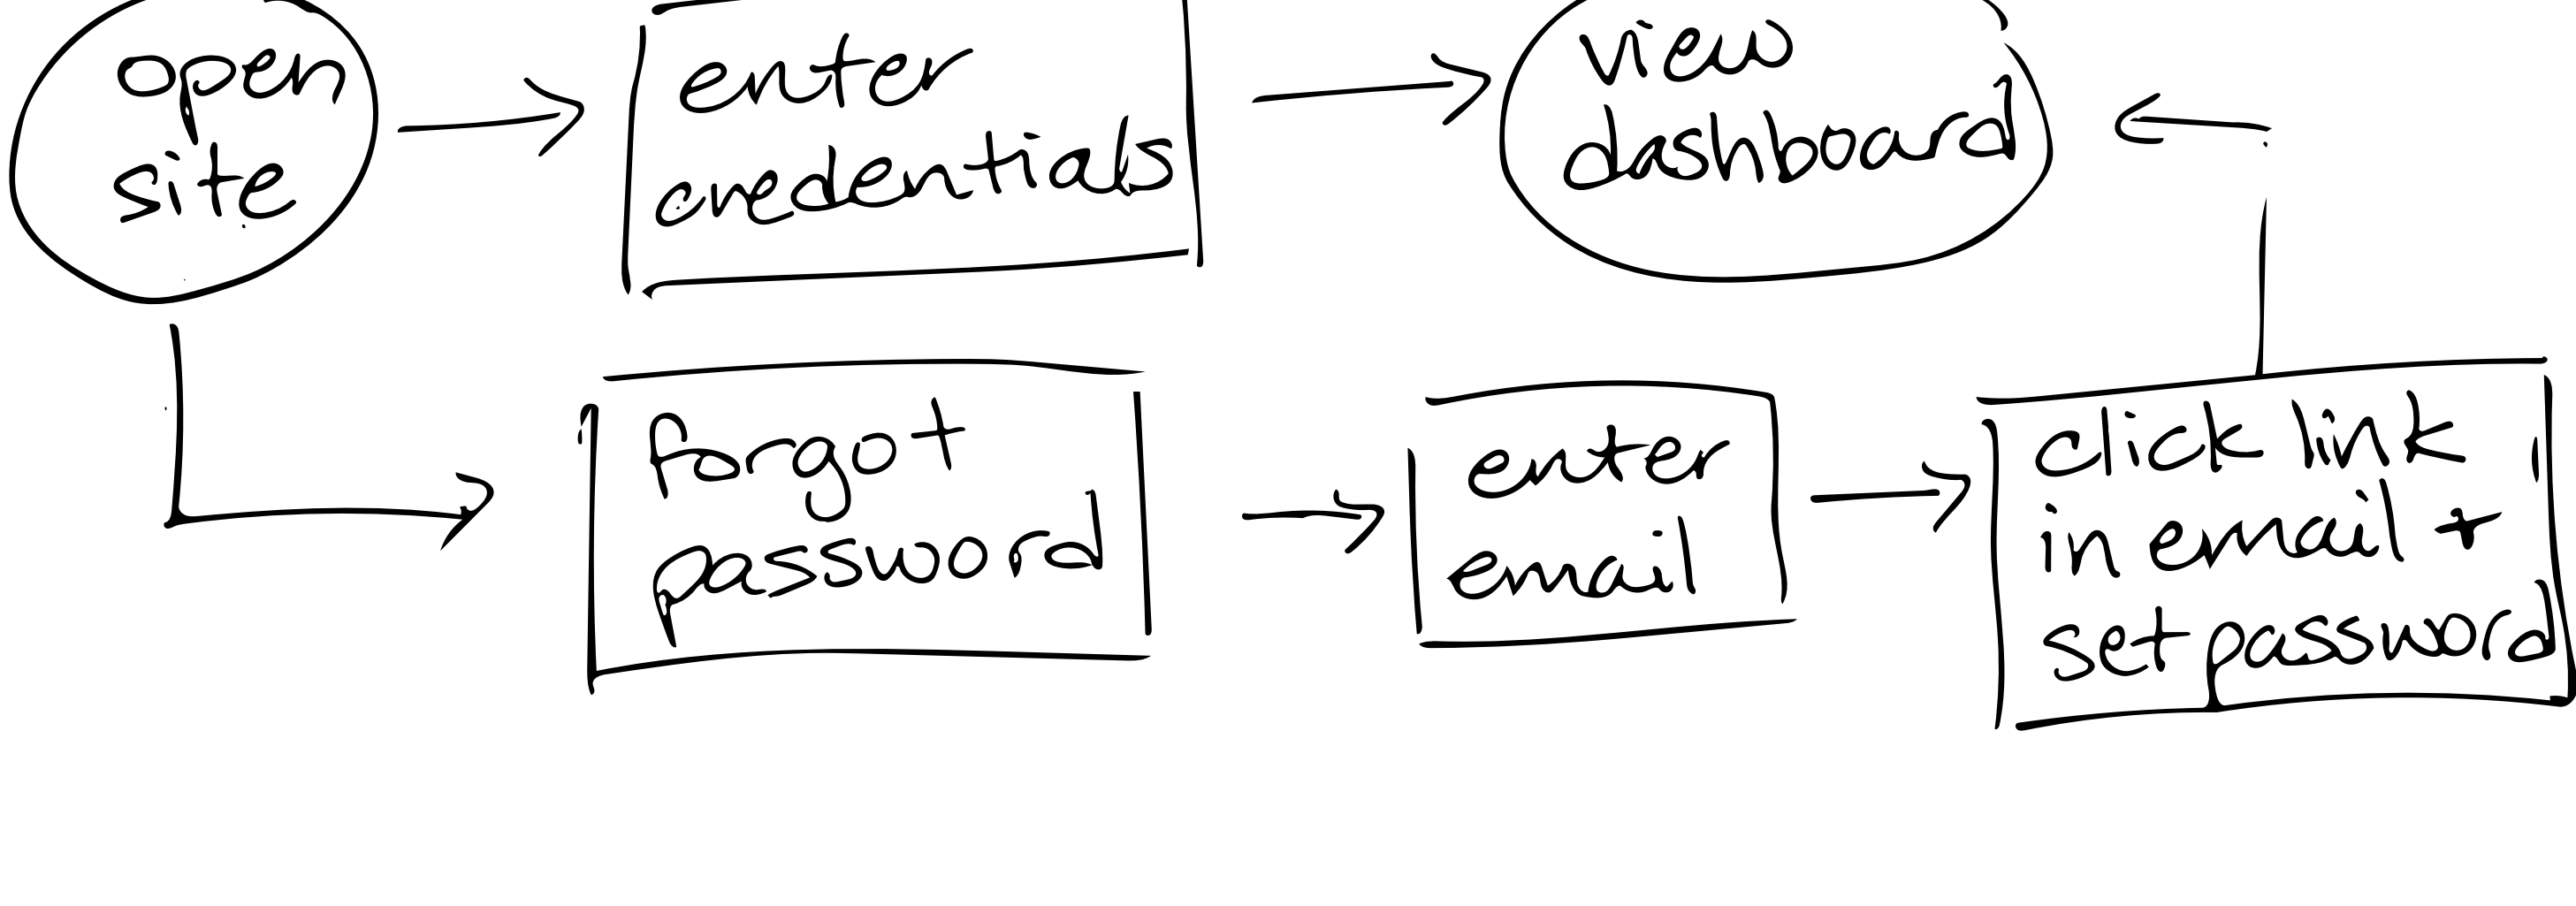 open
site
enter
credentials
view
dashboard
forgot
password
enter
email
click link
in email +
set password